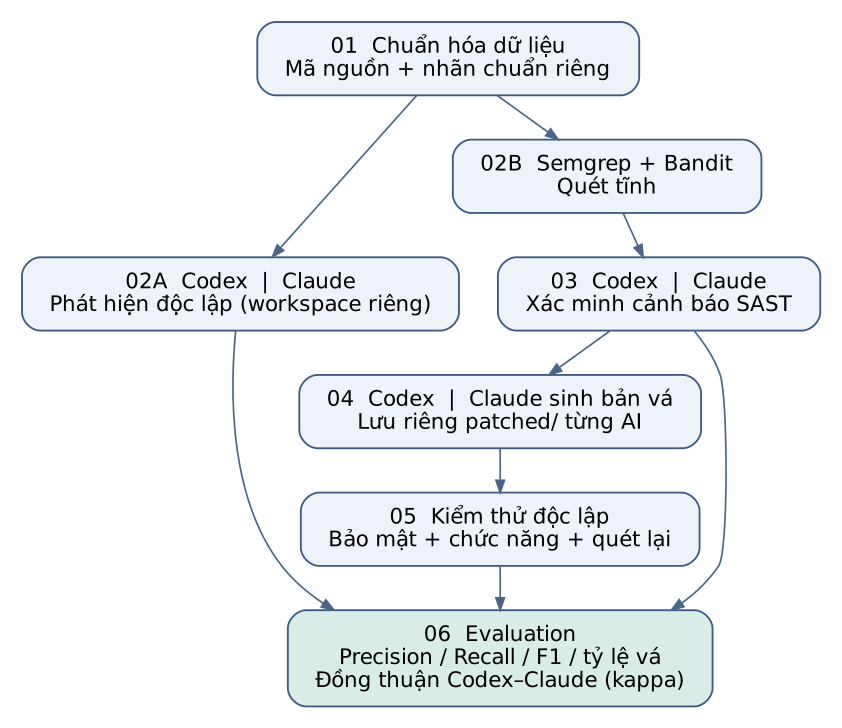 01 Chuẩn hóa dữ liệu
Mã nguồn + nhãn chuẩn riêng
02B Semgrep + Bandit
Quét tĩnh
02A Codex | Claude
Phát hiện độc lập (workspace riêng)
03 Codex | Claude
Xác minh cảnh báo SAST
04 Codex | Claude sinh bản vá
Lưu riêng patched/ từng AI
05 Kiểm thử độc lập
Bảo mật + chức năng + quét lại
06 Evaluation
Precision / Recall / F1 / tỷ lệ vá
Đồng thuận Codex–Claude (kappa)